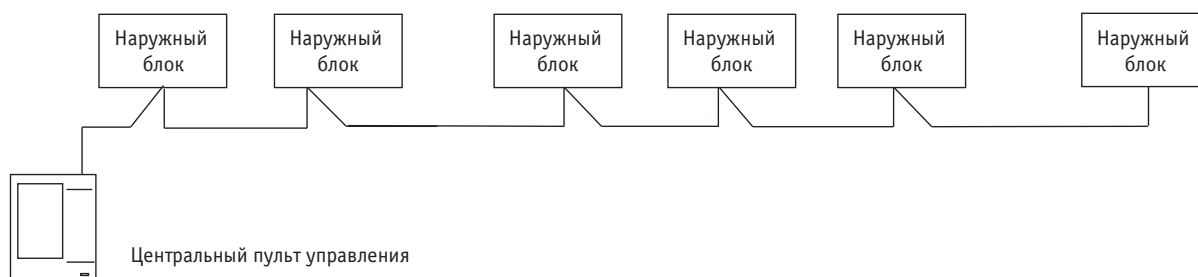 Наружный
блок
Наружный
блок
Наружный
блок
Наружный
блок
Наружный
блок
Наружный
блок
Центральный пульт управления